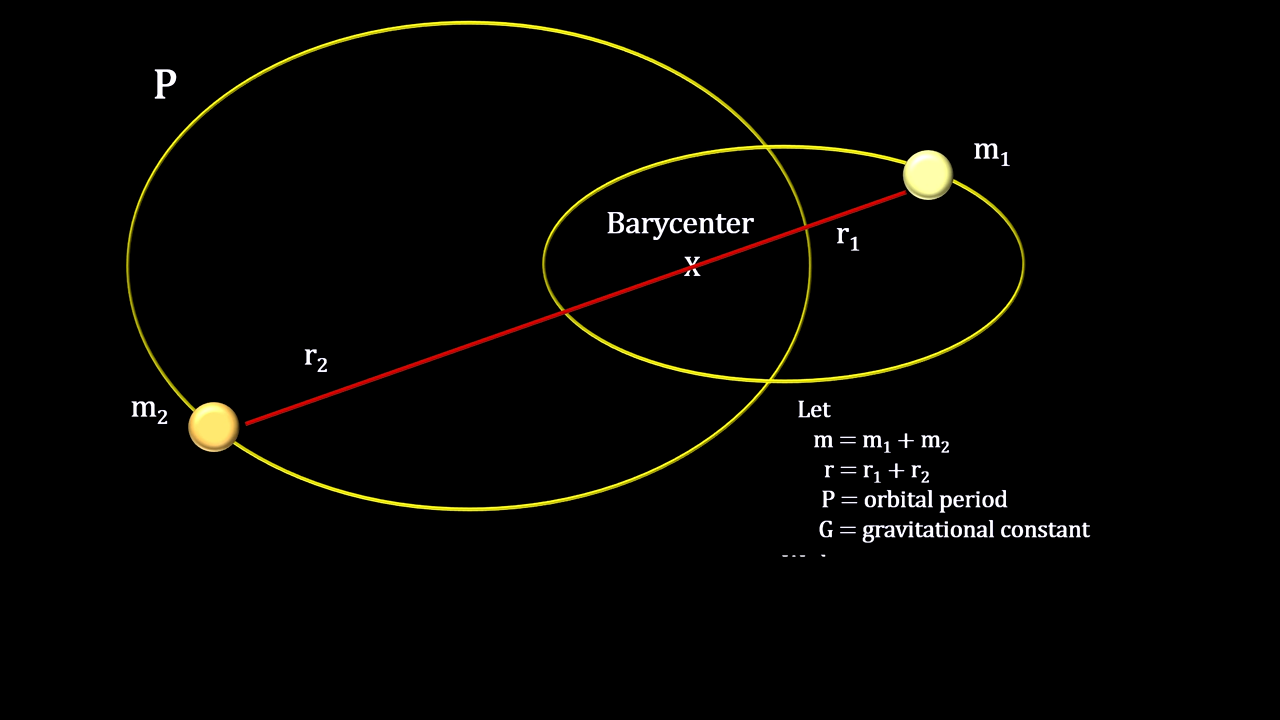 P
m₁
Barycenter
r₁
x
r₂
m₂
Let
m = m₁ + m₂
r = r₁ + r₂
P = orbital period
G = gravitational constant